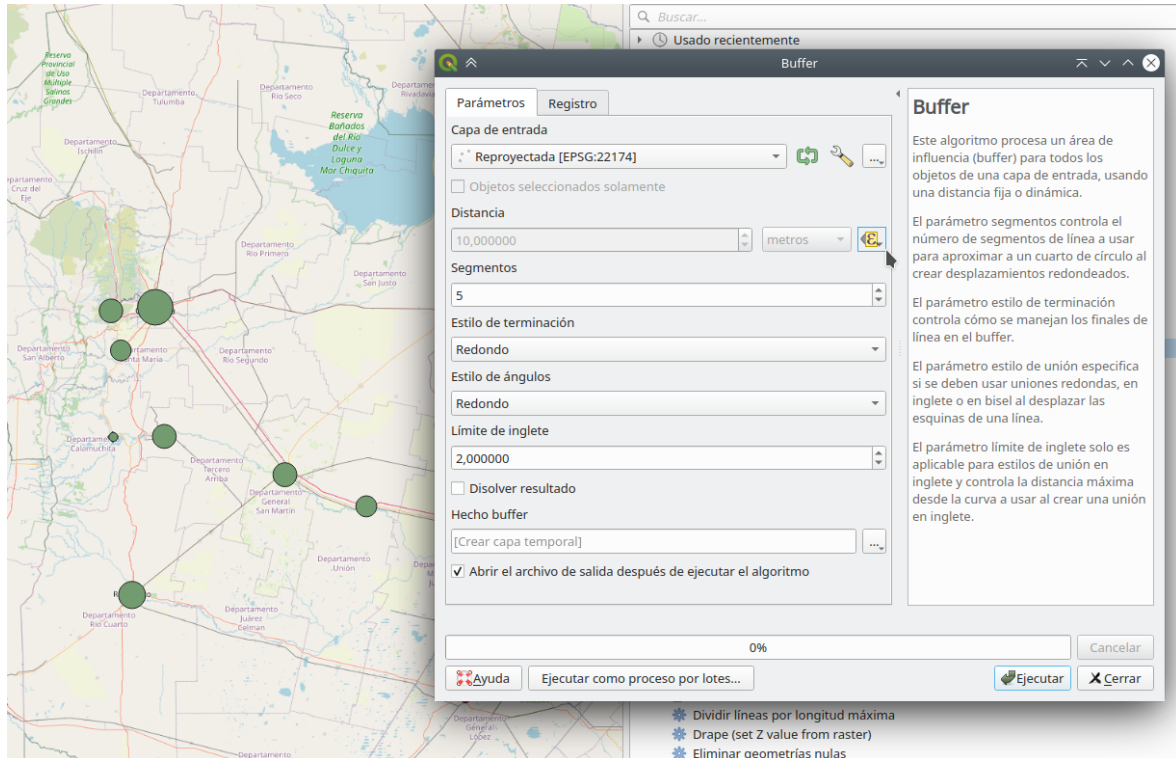 Buscar...
Usado recientemente
Buffer
Parámetros
Registro
Capa de entrada
Reproyectada [EPSG:22174]
...
Objetos seleccionados solamente
Distancia
10,000000
metros
Segmentos
5
Estilo de terminación
Redondo
Estilo de ángulos
Redondo
Límite de inglete
2,000000
Disolver resultado
Hecho buffer
[Crear capa temporal]
...
Abrir el archivo de salida después de ejecutar el algoritmo
0%
Cancelar
Ayuda
Ejecutar como proceso por lotes...
Ejecutar
Cerrar
Buffer
Este algoritmo procesa un área de
influencia (buffer) para todos los
objetos de una capa de entrada, usando
una distancia fija o dinámica.
El parámetro segmentos controla el
número de segmentos de línea a usar
para aproximar a un cuarto de círculo al
crear desplazamientos redondeados.
El parámetro estilo de terminación
controla cómo se manejan los finales de
línea en el buffer.
El parámetro estilo de unión especifica
si se deben usar uniones redondas, en
inglete o en bisel al desplazar las
esquinas de una línea.
El parámetro límite de inglete solo es
aplicable para estilos de unión en
inglete y controla la distancia máxima
desde la curva a usar al crear una unión
en inglete.
Dividir líneas por longitud máxima
Drape (set Z value from raster)
Eliminar geometrías nulas
Reserva
Provincial
de Uso
Múltiple
Salinas
Grandes
Departamento
Tulumba
Departamento
Río Seco
Departamento
Rivadavia
Reserva
Bañados
del Río
Dulce y
Laguna
Mar Chiquita
Departamento
Ischilín
Cruz del
Eje
Departamento
Río Primero
Departamento
San Justo
Departamento
San Alberto
Departamento
Río Segundo
Calamuchita
Departamento
Tercero
Arriba
Departamento
General
San Martín
Departamento
Unión
Departamento
Río Cuarto
Departamento
Juárez
Celman
General
López
Departamento